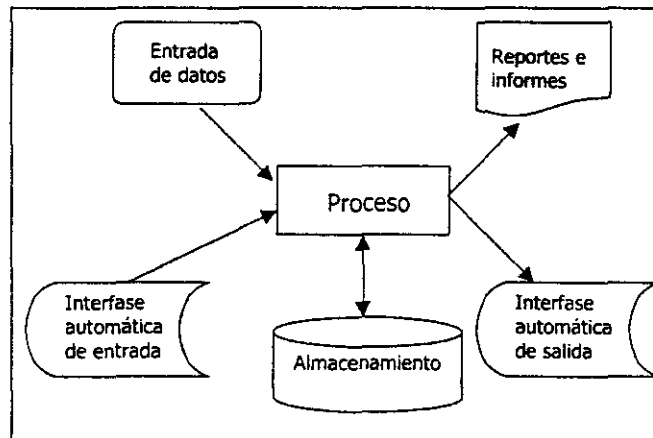 Entrada
de datos
Reportes e
informes
Proceso
Interfase
automática
de entrada
Almacenamiento
Interfase
automática
de salida